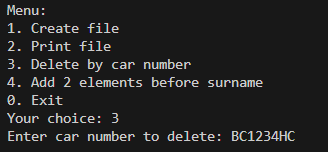 Menu:
1. Create file
2. Print file
3. Delete by car number
4. Add 2 elements before surname
0. Exit
Your choice: 3
Enter car number to delete: BC1234HC